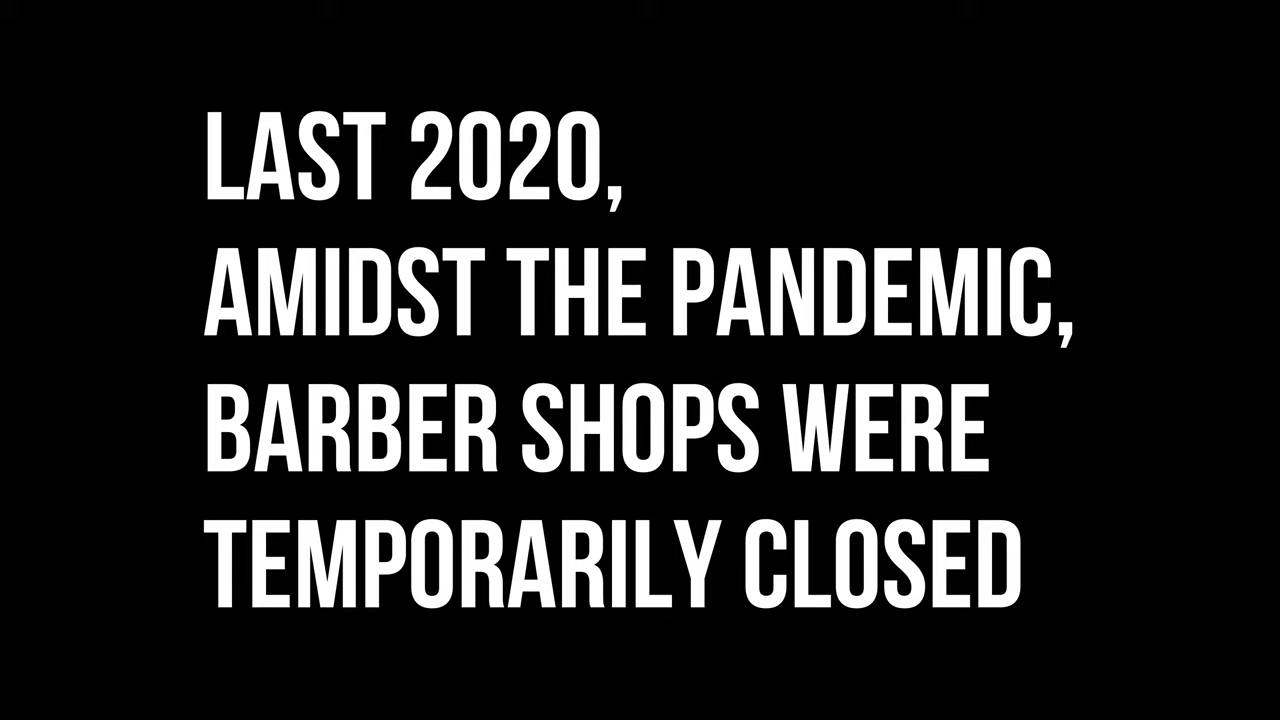 LAST 2020,
AMIDST THE PANDEMIC,
BARBER SHOPS WERE
TEMPORARILY CLOSED